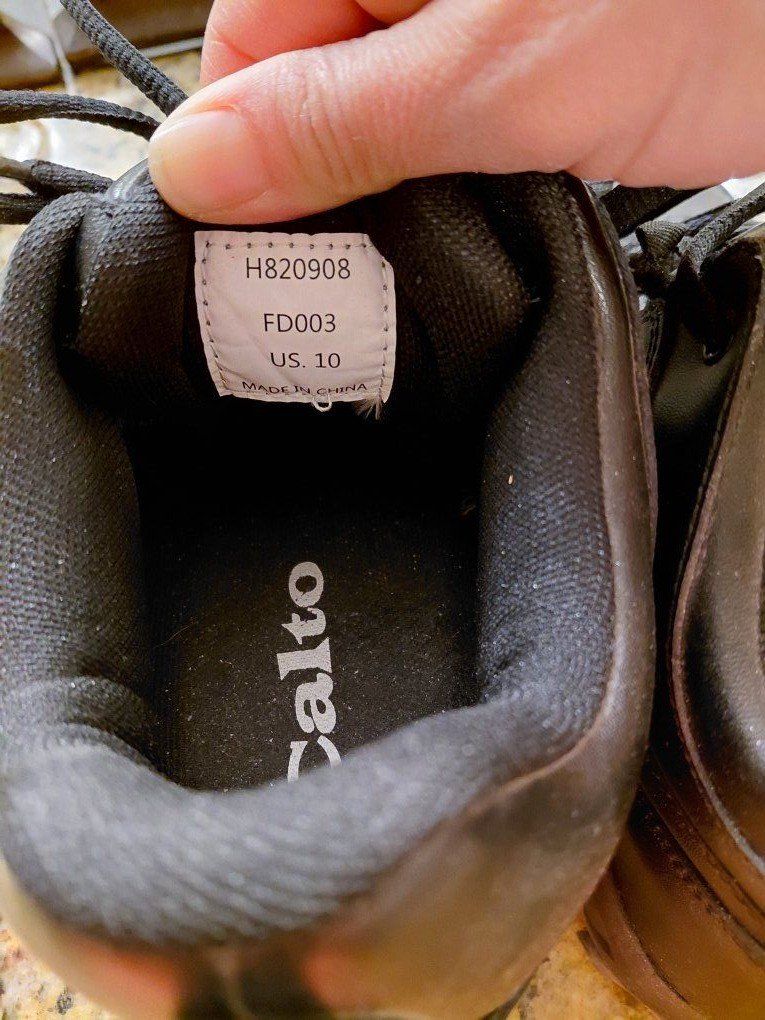 H820908
FD003
US. 10
MADE IN CHINA
Calto